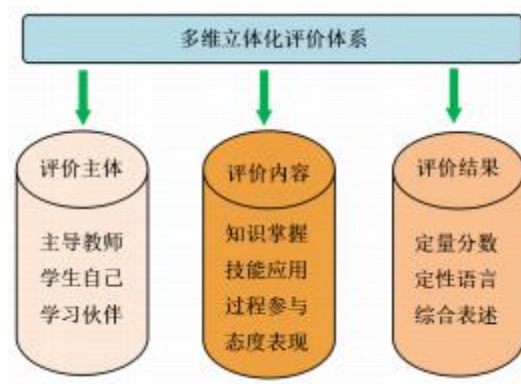 多维立体化评价体系
评价主体
主导教师
学生自己
学习伙伴
评价内容
知识掌握
技能应用
过程参与
态度表现
评价结果
定量分数
定性语言
综合表述